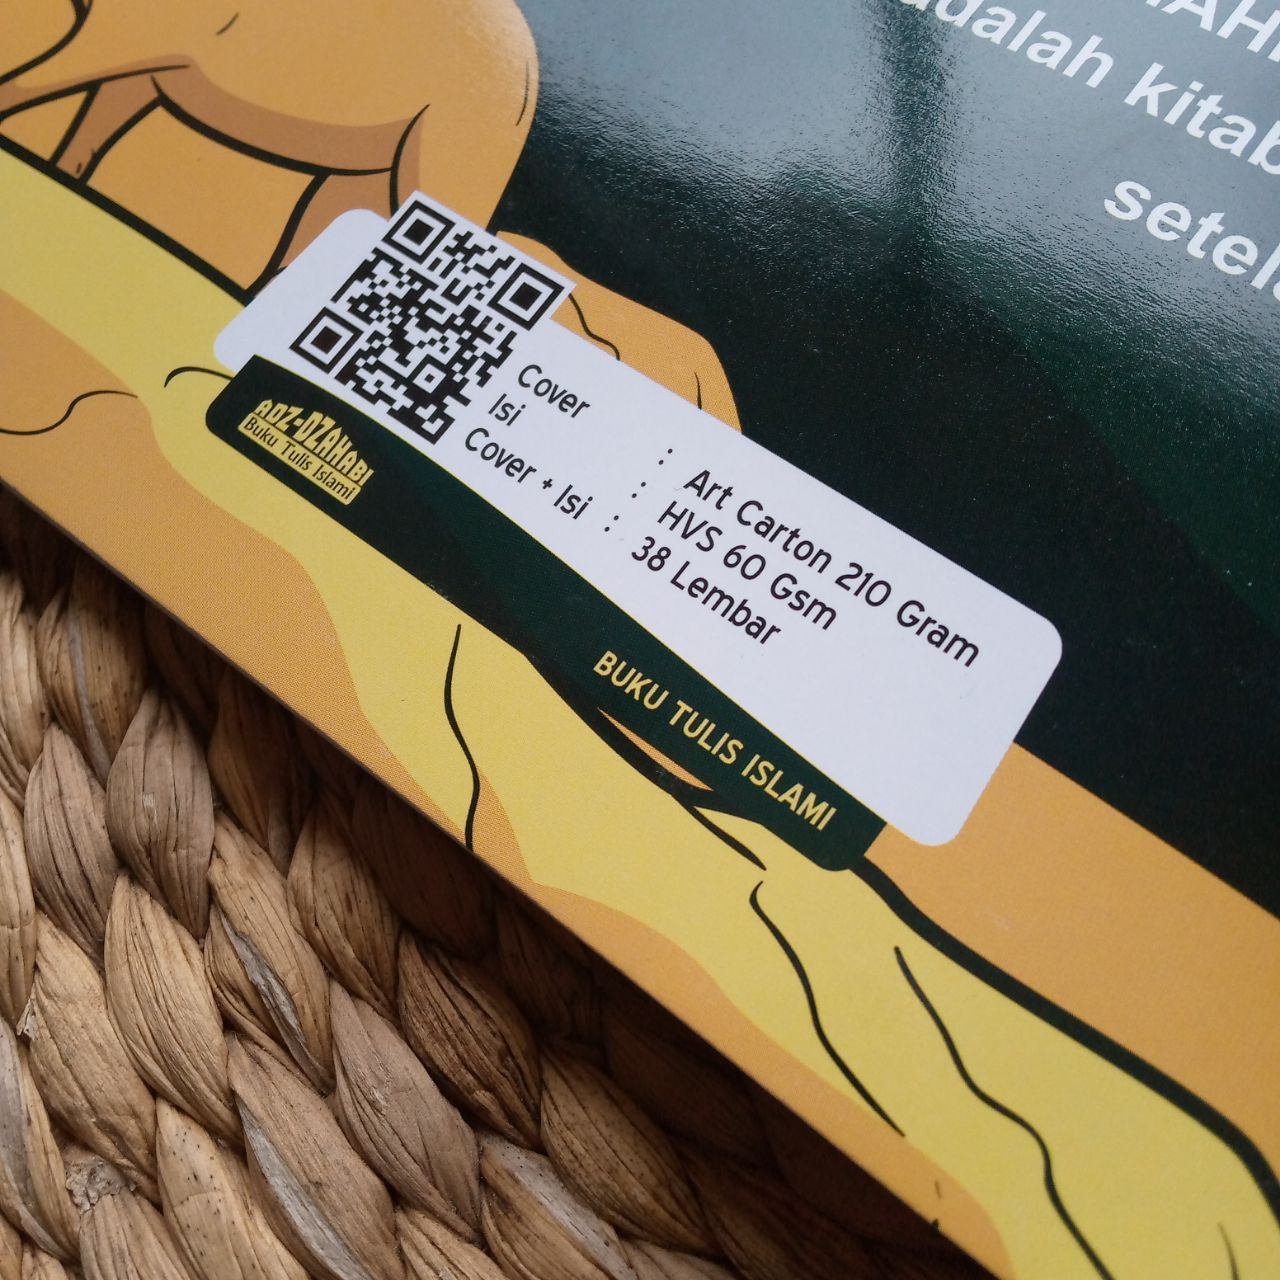 adalah kitab
Cover : Art Carton 210 Gram
Isi : HVS 60 Gsm
Cover + Isi : 38 Lembar
ADZ-DZAHABI
Buku Tulis Islami
BUKU TULIS ISLAMI